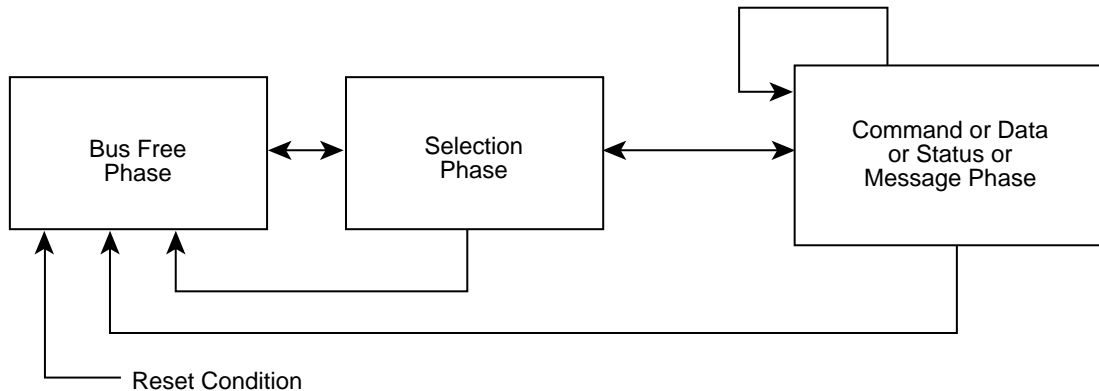 Bus Free
Phase
Selection
Phase
Command or Data
or Status or
Message Phase
Reset Condition